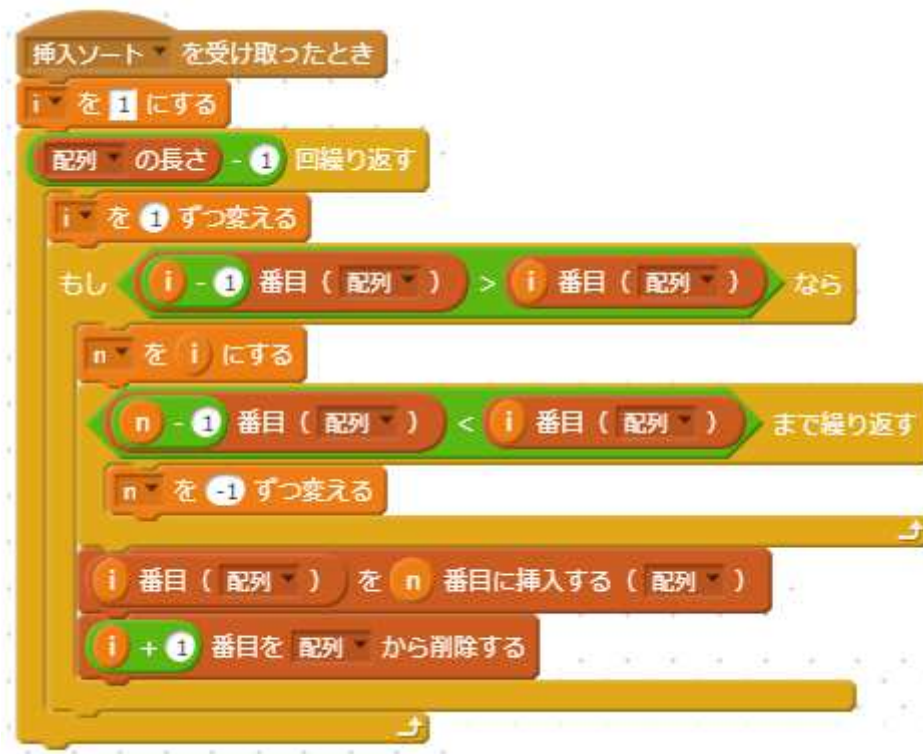 挿入ソート を受け取ったとき
i を 1 にする
配列 の長さ - 1 回繰り返す
i を 1 ずつ変える
もし i - 1 番目 ( 配列 ) > i 番目 ( 配列 ) なら
n を i にする
n - 1 番目 ( 配列 ) < i 番目 ( 配列 ) まで繰り返す
n を -1 ずつ変える
i 番目 ( 配列 ) を n 番目に挿入する ( 配列 )
i + 1 番目を 配列 から削除する